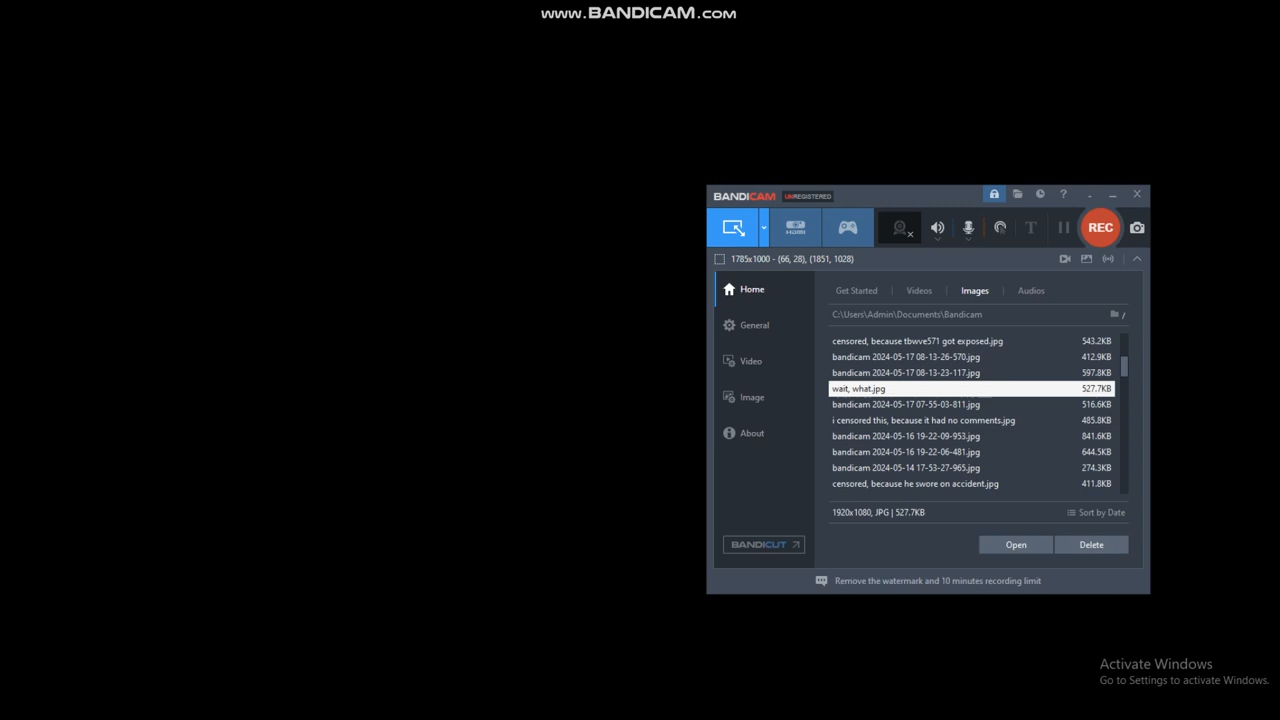 www.BANDICAM.com
BANDICAM UNREGISTERED
HDMI
T
REC
1785x1000 - (66, 28), (1851, 1028)
Home
Get Started Videos Images Audios
General
C:\Users\Admin\Documents\Bandicam
censored, because tbwve571 got exposed.jpg 543.2KB
bandicam 2024-05-17 08-13-26-570.jpg 412.9KB
Video
bandicam 2024-05-17 08-13-23-117.jpg 597.8KB
wait, what.jpg 527.7KB
Image
bandicam 2024-05-17 07-55-03-811.jpg 516.6KB
i censored this, because it had no comments.jpg 485.8KB
About
bandicam 2024-05-16 19-22-09-953.jpg 841.6KB
bandicam 2024-05-16 19-22-06-481.jpg 644.5KB
bandicam 2024-05-14 17-53-27-965.jpg 274.3KB
censored, because he swore on accident.jpg 411.8KB
1920x1080, JPG | 527.7KB Sort by Date
BANDICUT Open Delete
Remove the watermark and 10 minutes recording limit
Activate Windows
Go to Settings to activate Windows.